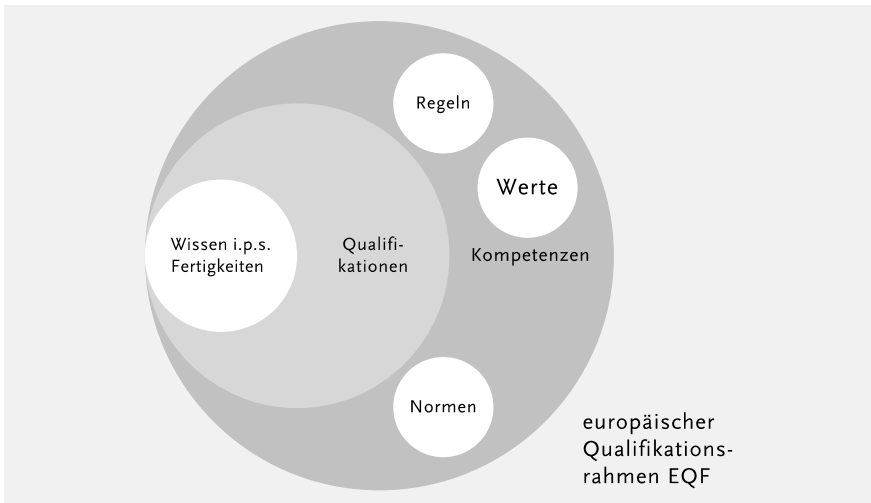 Regeln
Werte
Wissen i.p.s.
Fertigkeiten
Qualifi-
kationen
Kompetenzen
Normen
europäischer
Qualifikations-
rahmen EQF